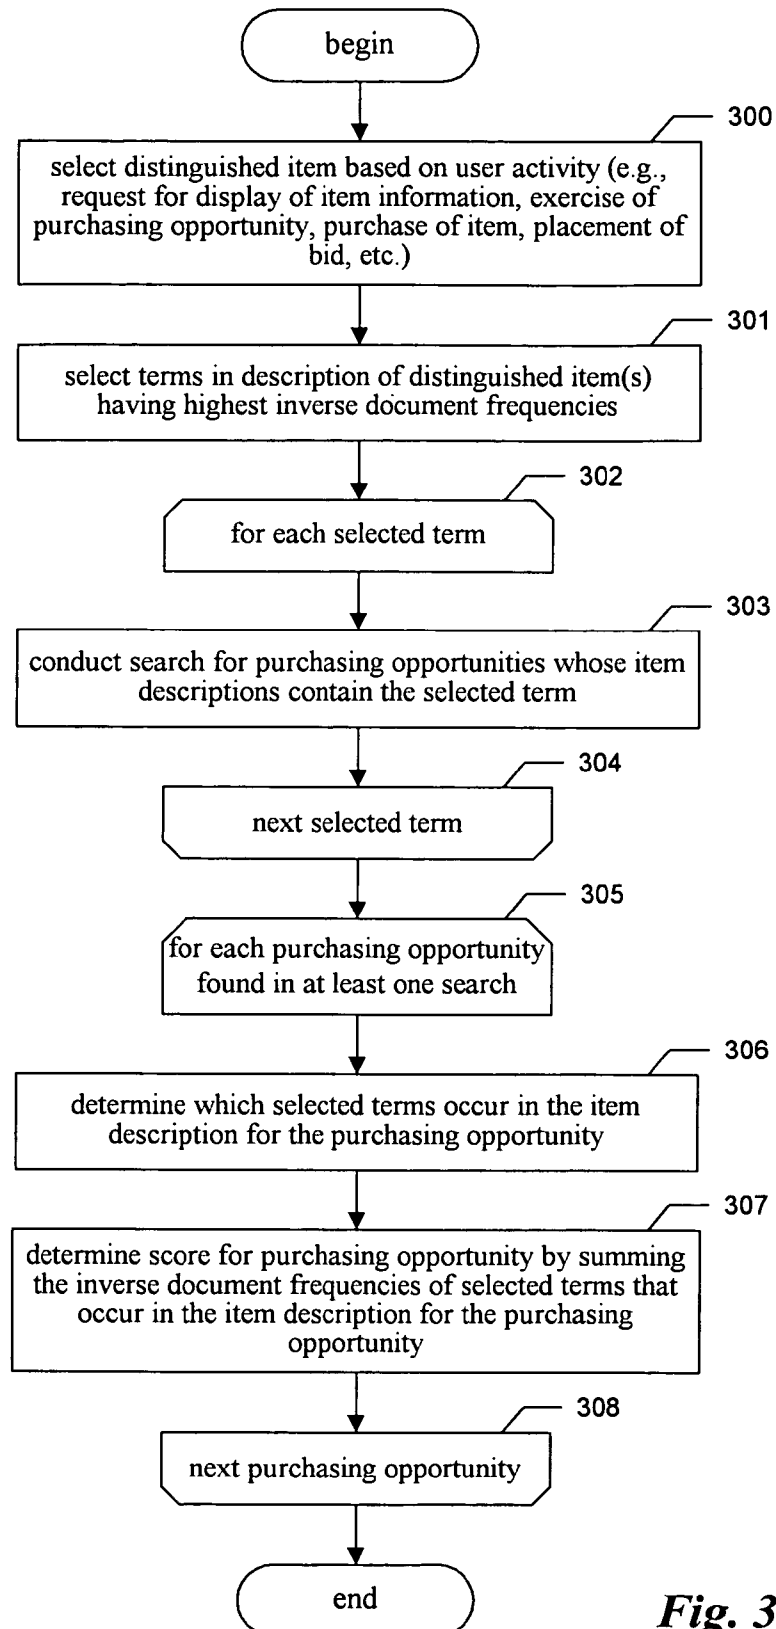 begin
300
select distinguished item based on user activity (e.g.,
request for display of item information, exercise of
purchasing opportunity, purchase of item, placement of
bid, etc.)
301
select terms in description of distinguished item(s)
having highest inverse document frequencies
302
for each selected term
303
conduct search for purchasing opportunities whose item
descriptions contain the selected term
304
next selected term
305
for each purchasing opportunity
found in at least one search
306
determine which selected terms occur in the item
description for the purchasing opportunity
307
determine score for purchasing opportunity by summing
the inverse document frequencies of selected terms that
occur in the item description for the purchasing
opportunity
308
next purchasing opportunity
end
Fig. 3